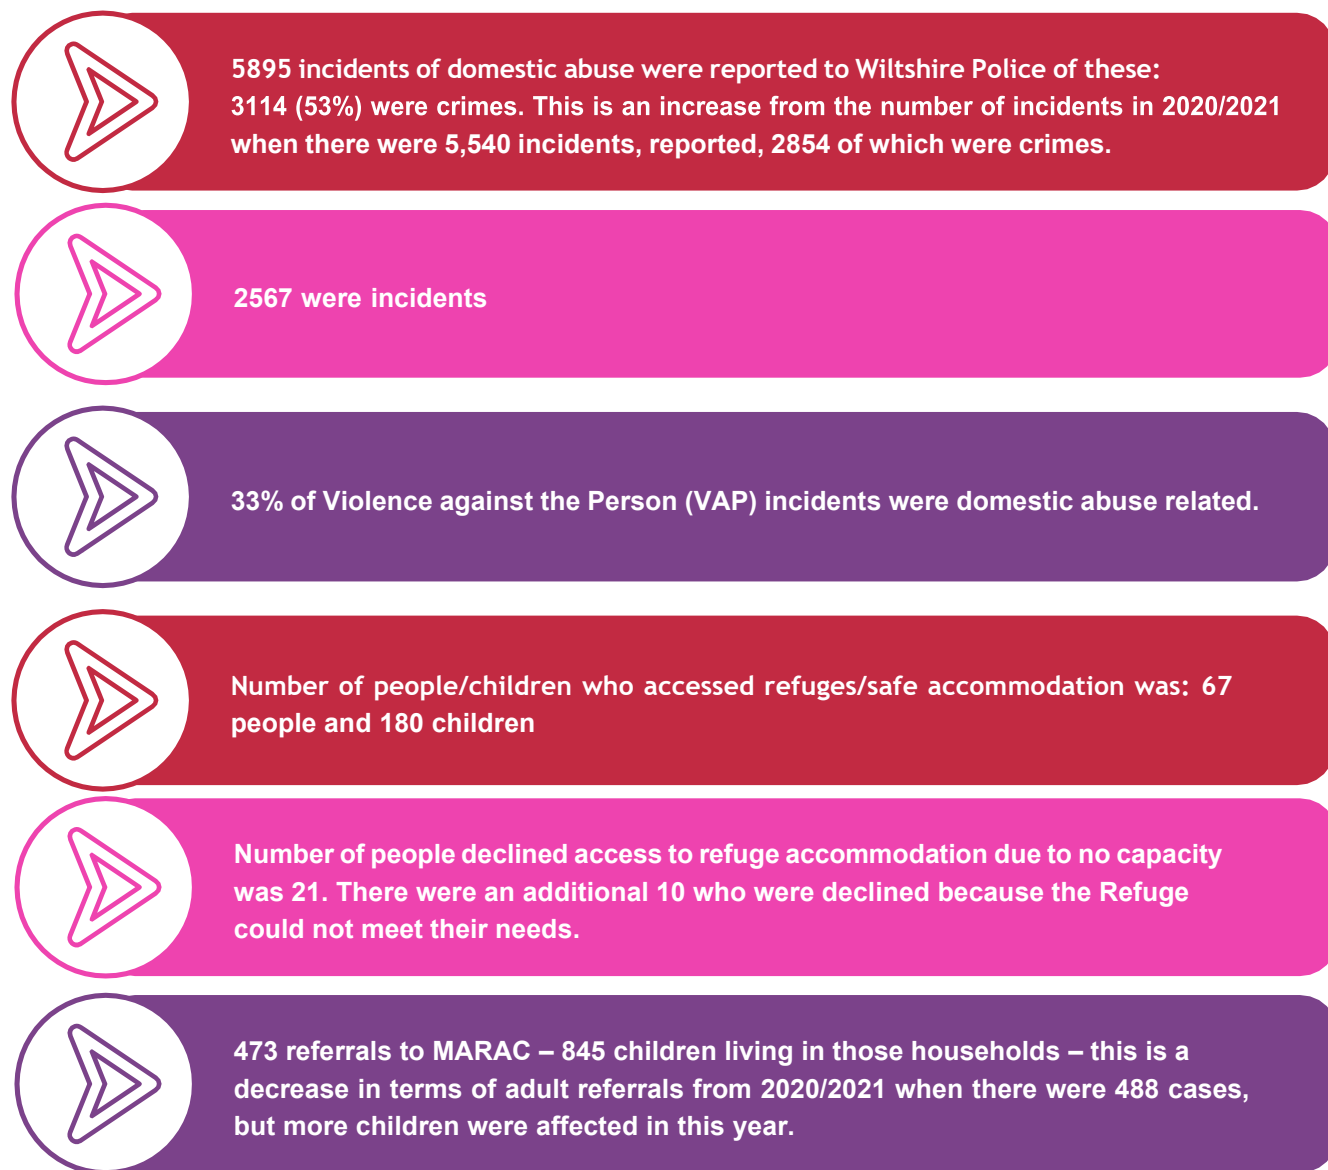 5895 incidents of domestic abuse were reported to Wiltshire Police of these:
3114 (53%) were crimes. This is an increase from the number of incidents in 2020/2021
when there were 5,540 incidents, reported, 2854 of which were crimes.
2567 were incidents
33% of Violence against the Person (VAP) incidents were domestic abuse related.
Number of people/children who accessed refuges/safe accommodation was: 67
people and 180 children
Number of people declined access to refuge accommodation due to no capacity
was 21. There were an additional 10 who were declined because the Refuge
could not meet their needs.
473 referrals to MARAC – 845 children living in those households – this is a
decrease in terms of adult referrals from 2020/2021 when there were 488 cases,
but more children were affected in this year.